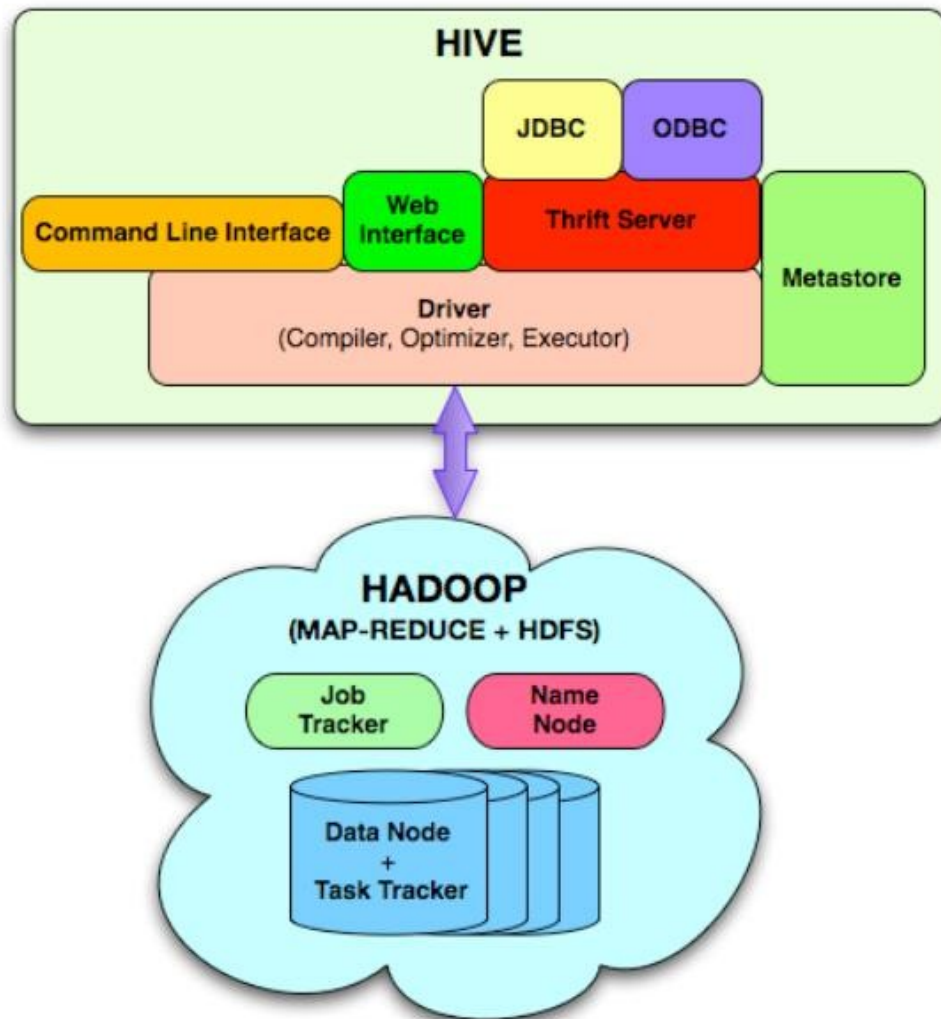 HIVE
JDBC
ODBC
Command Line Interface
Web
Interface
Thrift Server
Metastore
Driver
(Compiler, Optimizer, Executor)
HADOOP
(MAP-REDUCE + HDFS)
Job
Tracker
Name
Node
Data Node
+
Task Tracker